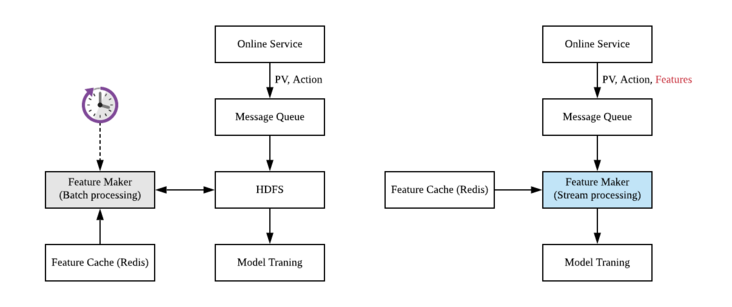 Online Service
PV, Action
Message Queue
Feature Maker
(Batch processing)
HDFS
Feature Cache (Redis)
Model Traning
Online Service
PV, Action, Features
Message Queue
Feature Cache (Redis)
Feature Maker
(Stream processing)
Model Traning